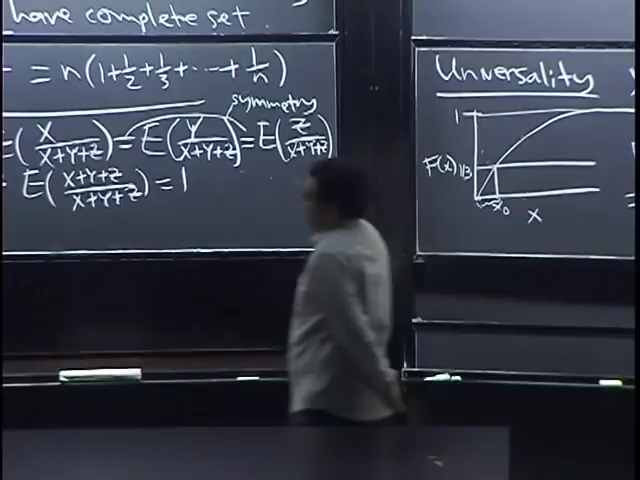 have complete set
= n(1+1/2+1/3+...+1/n)
symmetry
=(X/(X+Y+Z))=E(Y/(X+Y+Z))=E(Z/(X+Y+Z))
= E((X+Y+Z)/(X+Y+Z))=1
Universality
1
F(x) 1/3
x₀
X